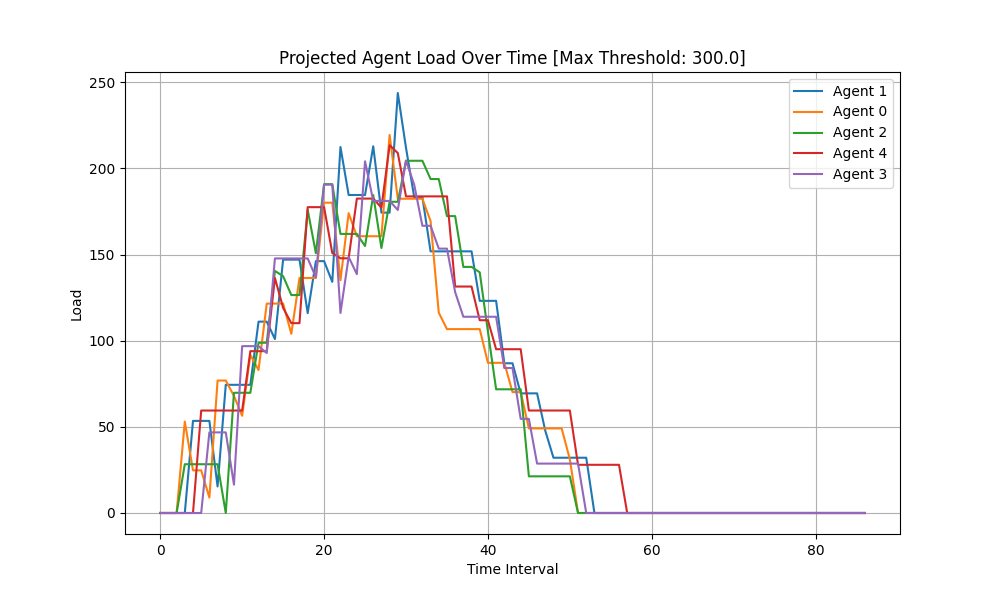 Projected Agent Load Over Time [Max Threshold: 300.0]
Load
250
200
150
100
50
0
0
20
40
60
80
Time Interval
Agent 1
Agent 0
Agent 2
Agent 4
Agent 3